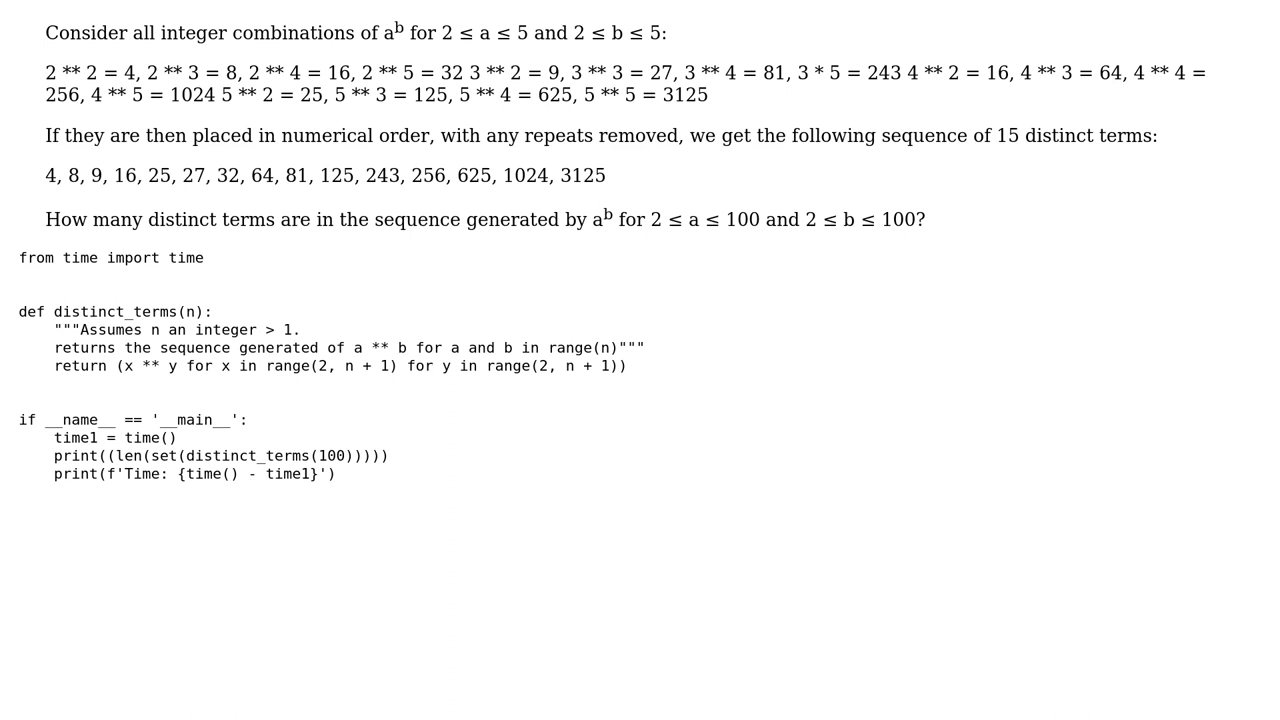 Consider all integer combinations of a^b for 2 ≤ a ≤ 5 and 2 ≤ b ≤ 5:
2 ** 2 = 4, 2 ** 3 = 8, 2 ** 4 = 16, 2 ** 5 = 32 3 ** 2 = 9, 3 ** 3 = 27, 3 ** 4 = 81, 3 * 5 = 243 4 ** 2 = 16, 4 ** 3 = 64, 4 ** 4 =
256, 4 ** 5 = 1024 5 ** 2 = 25, 5 ** 3 = 125, 5 ** 4 = 625, 5 ** 5 = 3125
If they are then placed in numerical order, with any repeats removed, we get the following sequence of 15 distinct terms:
4, 8, 9, 16, 25, 27, 32, 64, 81, 125, 243, 256, 625, 1024, 3125
How many distinct terms are in the sequence generated by a^b for 2 ≤ a ≤ 100 and 2 ≤ b ≤ 100?
from time import time
def distinct_terms(n):
    """Assumes n an integer > 1.
    returns the sequence generated of a ** b for a and b in range(n)"""
    return (x ** y for x in range(2, n + 1) for y in range(2, n + 1))
if __name__ == '__main__':
    time1 = time()
    print((len(set(distinct_terms(100)))))
    print(f'Time: {time() - time1}')